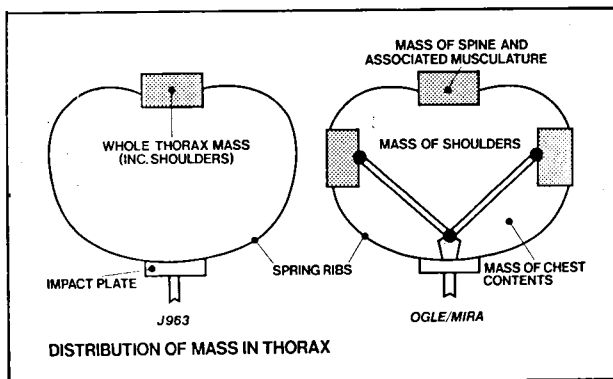 MASS OF SPINE AND
ASSOCIATED MUSCULATURE
WHOLE THORAX MASS
(INC. SHOULDERS)
MASS OF SHOULDERS
SPRING RIBS
IMPACT PLATE
MASS OF CHEST
CONTENTS
J963
OGLE/MIRA
DISTRIBUTION OF MASS IN THORAX